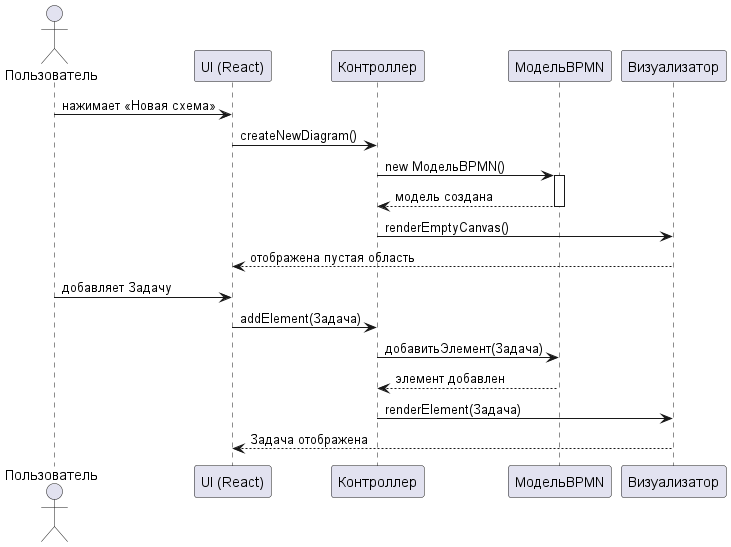 Пользователь
UI (React)
Контроллер
МодельBPMN
Визуализатор
нажимает «Новая схема»
createNewDiagram()
new МодельBPMN()
модель создана
renderEmptyCanvas()
отображена пустая область
добавляет Задачу
addElement(Задача)
добавитьЭлемент(Задача)
элемент добавлен
renderElement(Задача)
Задача отображена
Пользователь
UI (React)
Контроллер
МодельBPMN
Визуализатор